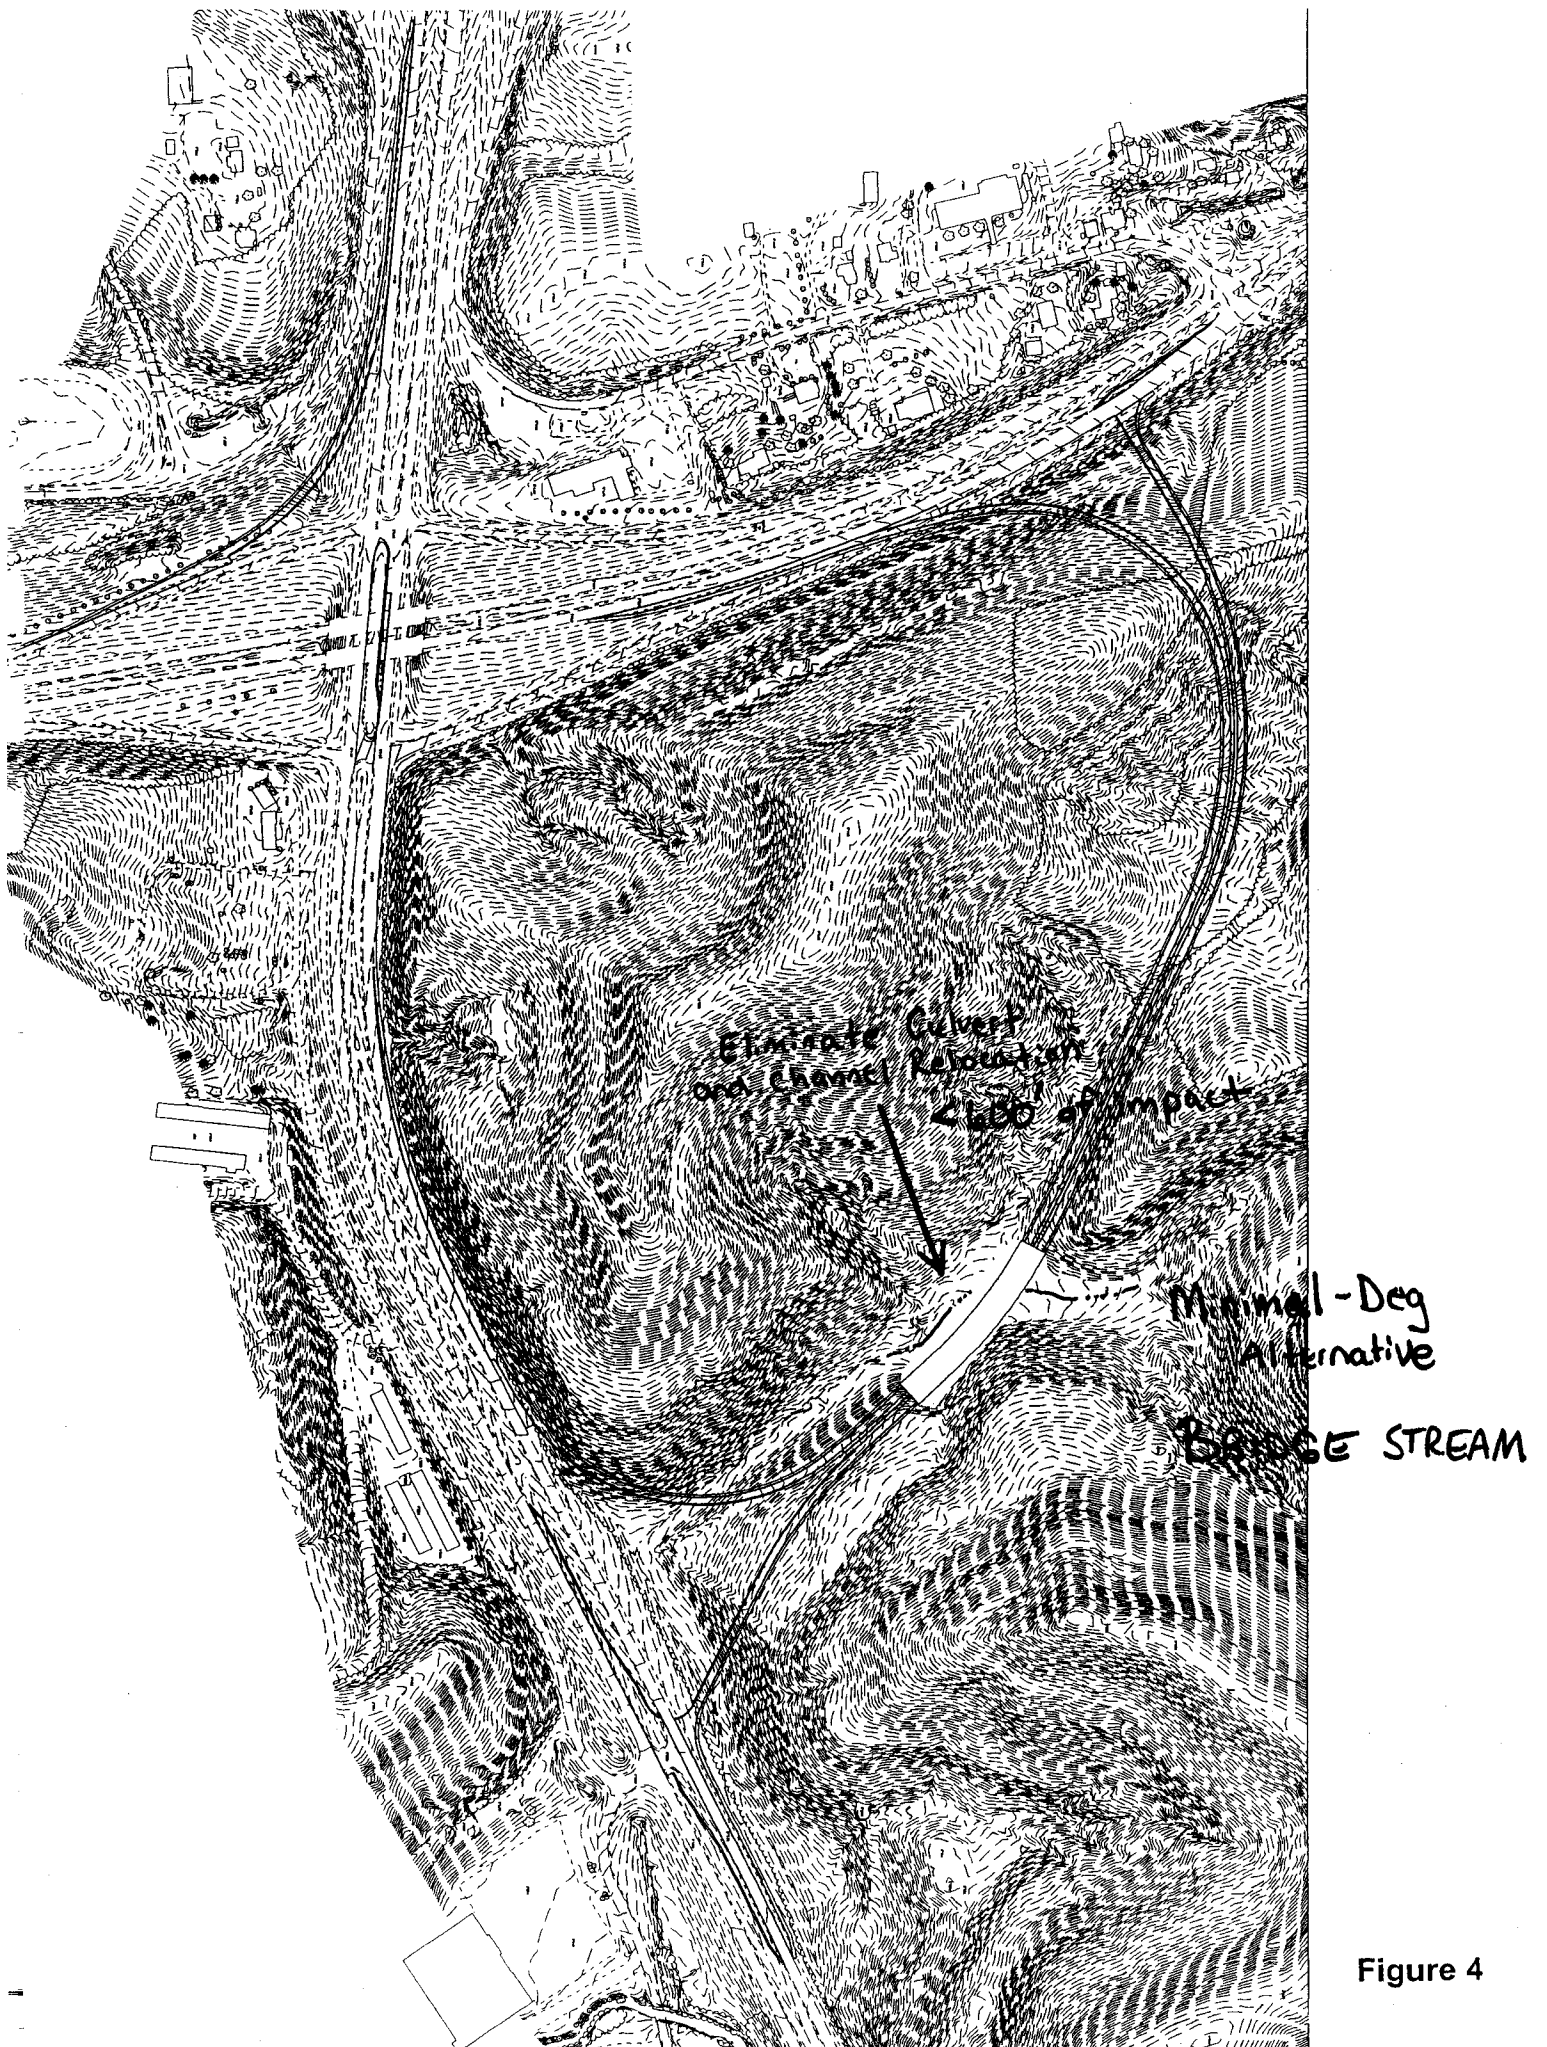 Eliminate Culvert
and Channel Relocation
<600' of impact
Minimal-Deg
Alternative
BRIDGE STREAM
Figure 4